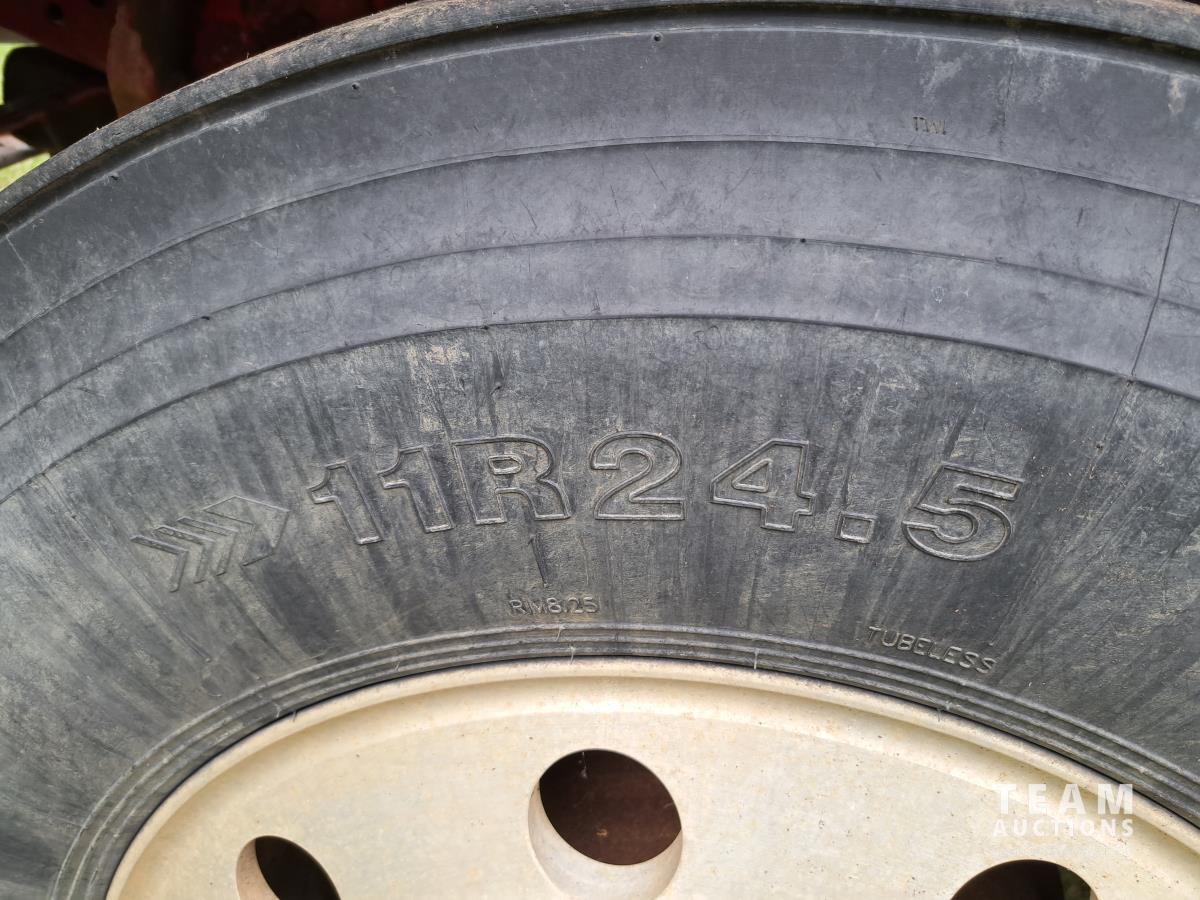 TWI
11R24.5
RM8.25
TUBELESS
TEAM
AUCTIONS